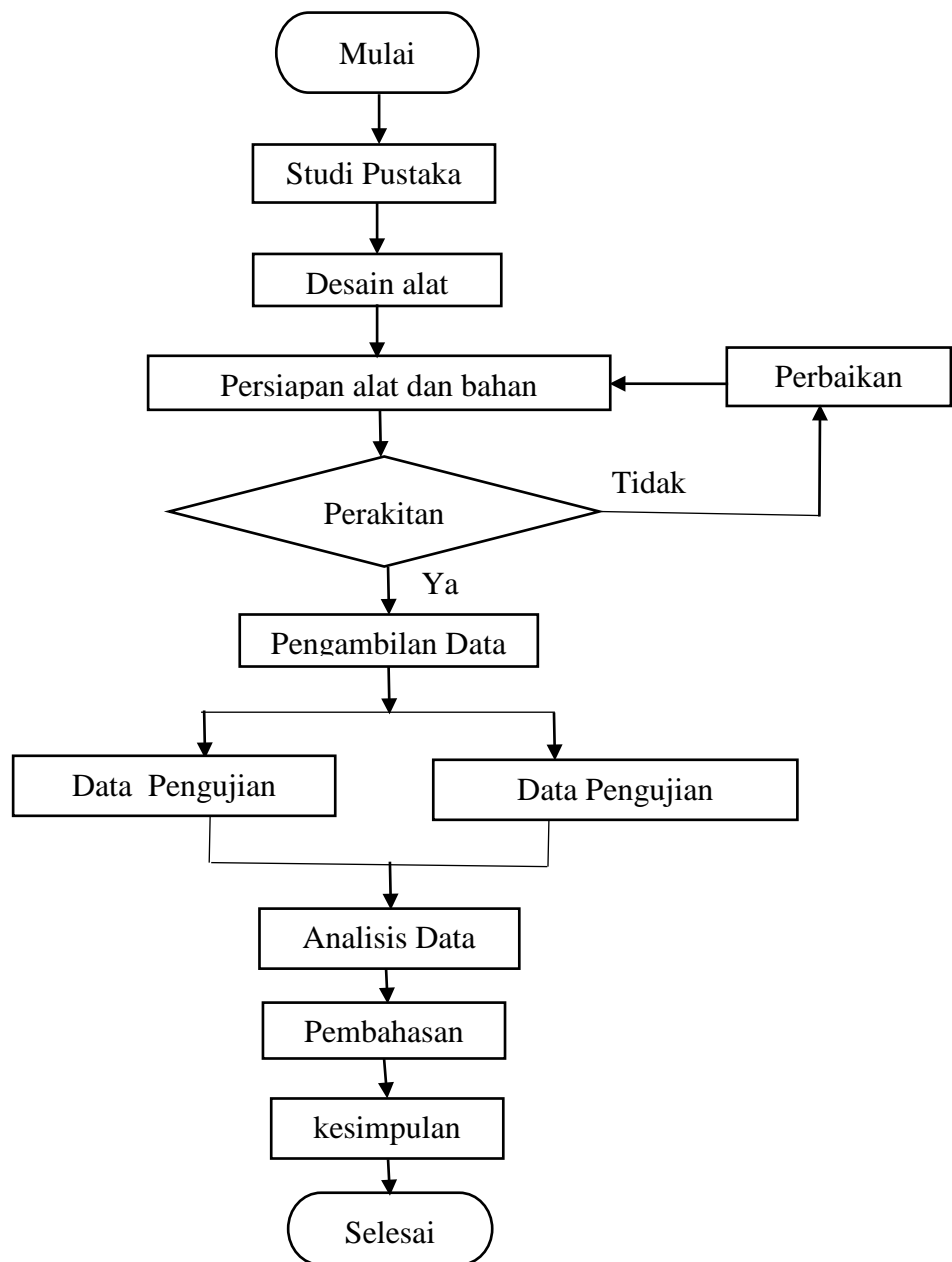 Mulai
Studi Pustaka
Desain alat
Persiapan alat dan bahan
Perbaikan
Tidak
Perakitan
Ya
Pengambilan Data
Data Pengujian
Data Pengujian
Analisis Data
Pembahasan
kesimpulan
Selesai